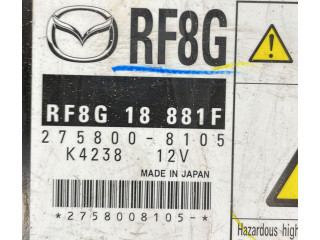 RF8G
RF8G 18 881F
275800-8105
K4238 12V
MADE IN JAPAN
*2758008105-*
Hazardous high